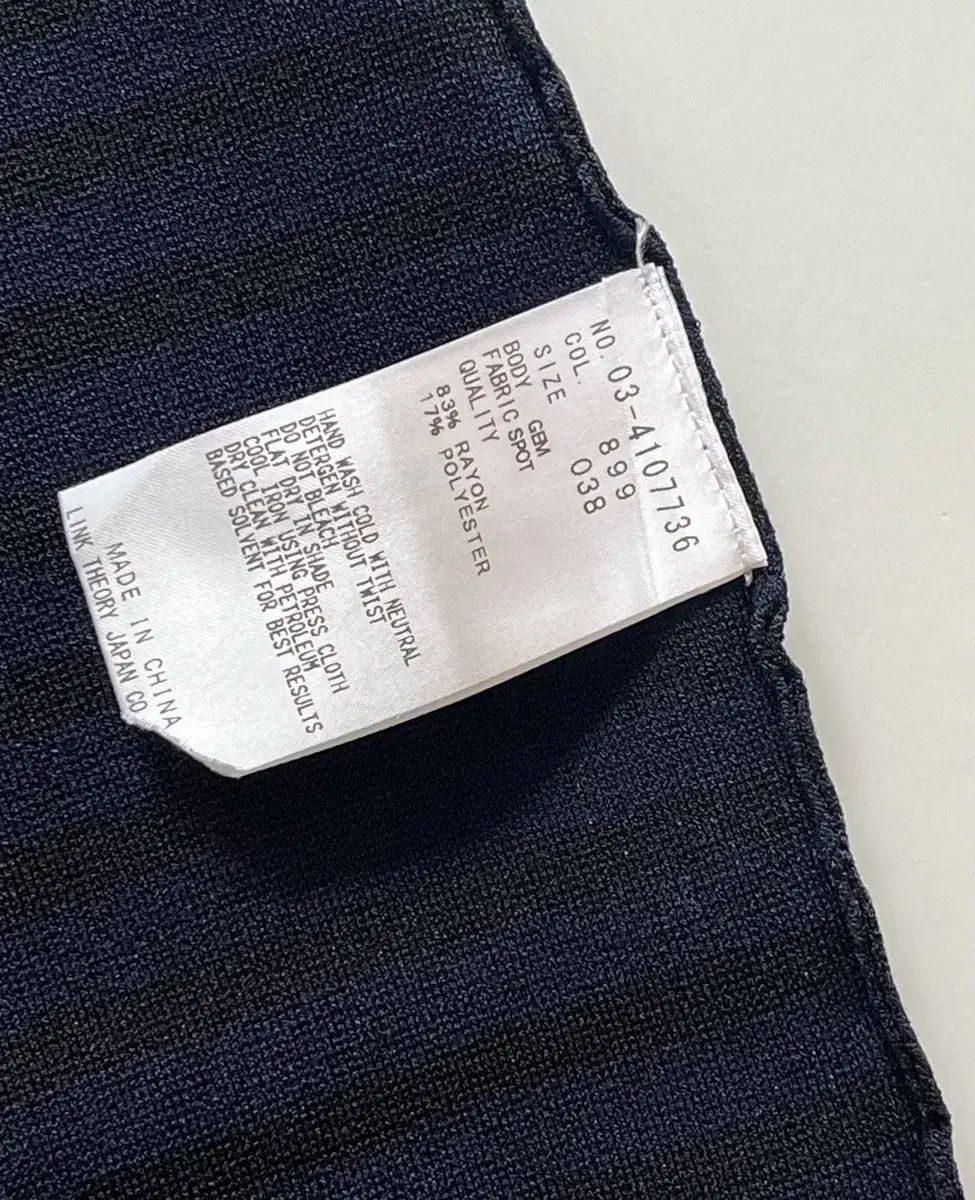 NO. 03-4107736
COL. 899
SIZE 038
BODY GEM
FABRIC SPOT
QUALITY
83% RAYON
17% POLYESTER
HAND WASH COLD WITH NEUTRAL
DETERGEN WITHOUT TWIST
DO NOT BLEACH
FLAT DRY IN SHADE
COOL IRON USING PRESS CLOTH
DRY CLEAN WITH PETROLEUM
BASED SOLVENT FOR BEST RESULTS
MADE IN CHINA
LINK THEORY JAPAN CO